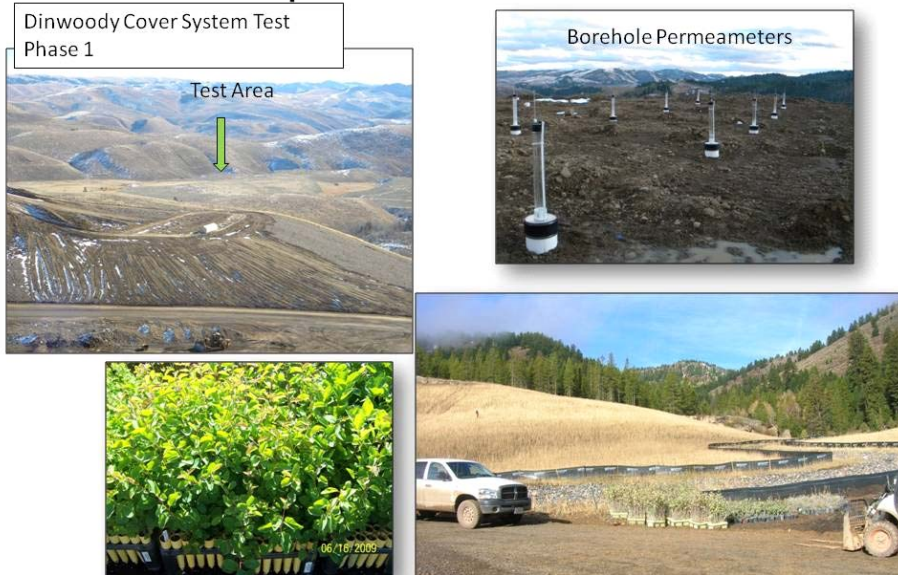 Dinwoody Cover System Test
Phase 1
Test Area
Borehole Permeameters
06/16/2009